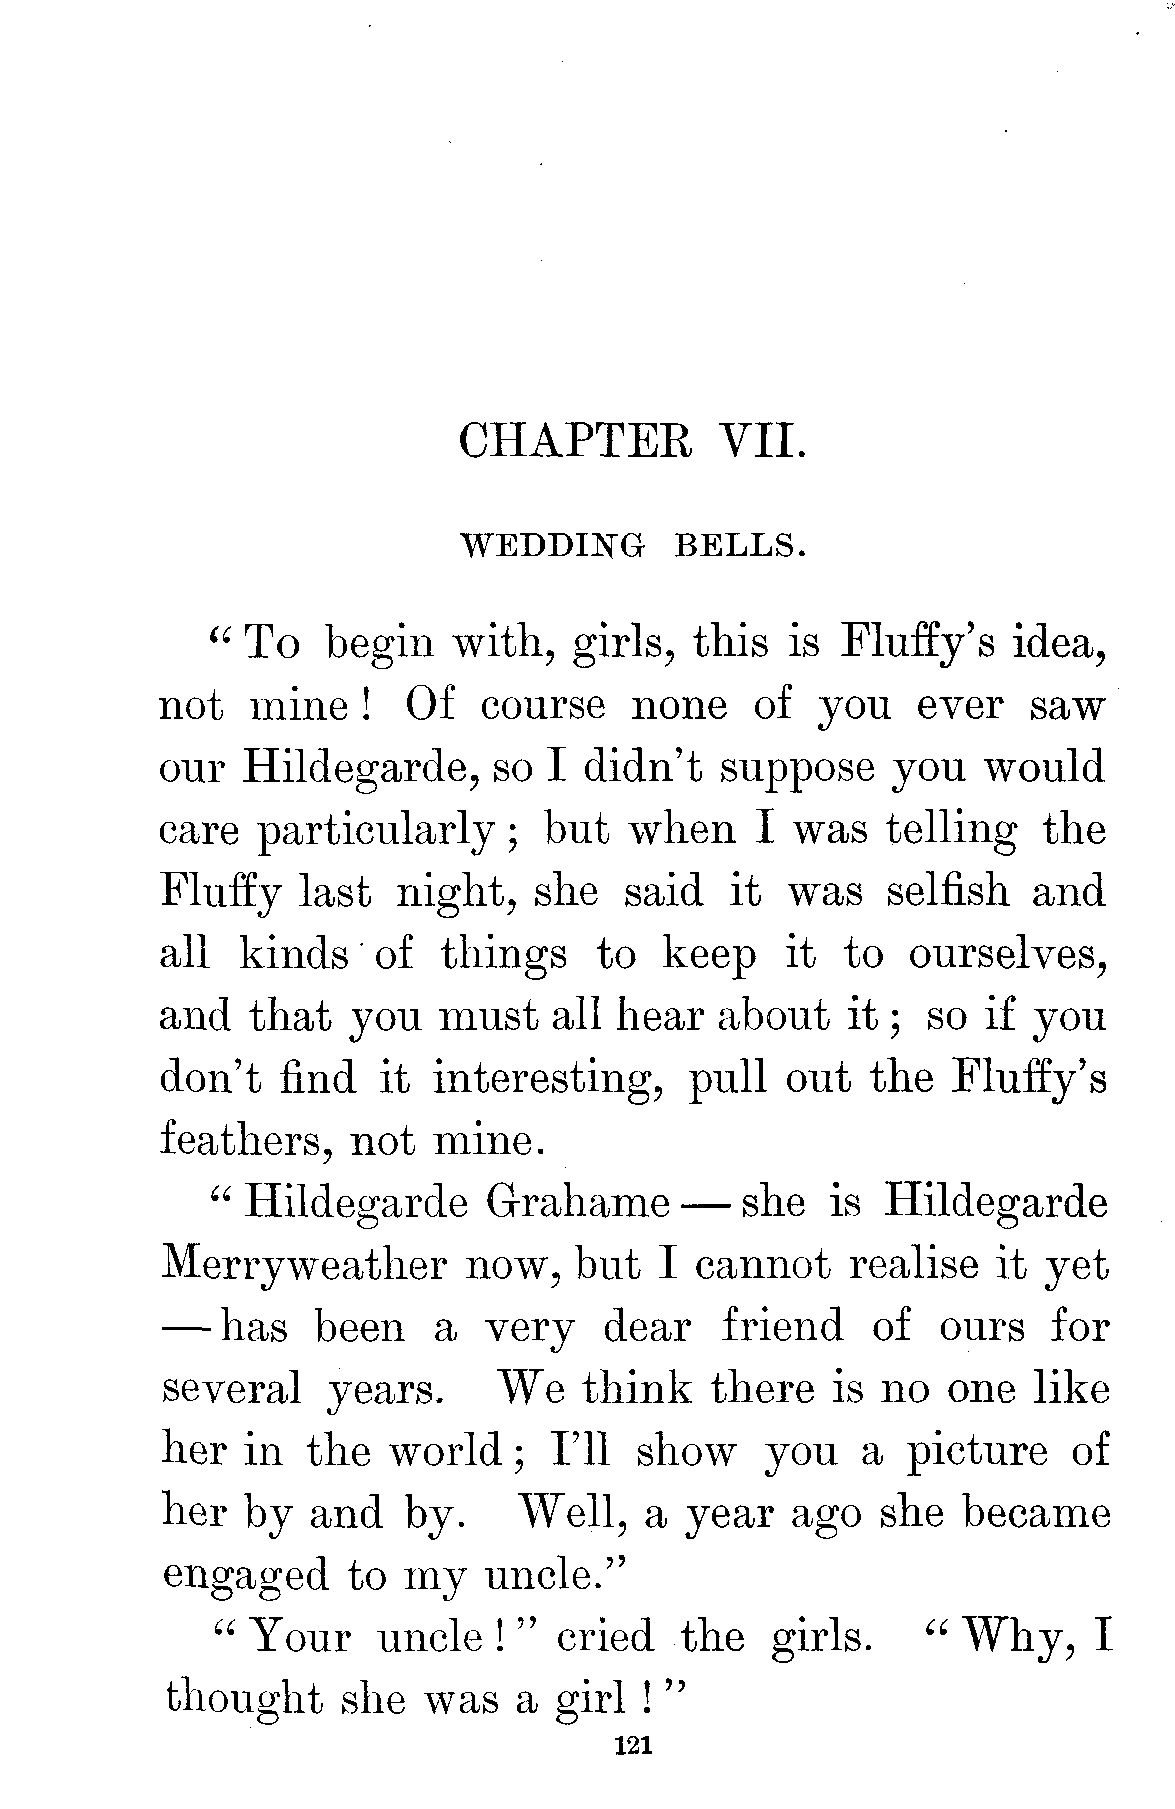 CHAPTER VII.
WEDDING BELLS.
“ To begin with, girls, this is Fluffy’s idea,
not mine ! Of course none of you ever saw
our Hildegarde, so I didn’t suppose you would
care particularly ; but when I was telling the
Fluffy last night, she said it was selfish and
all kinds of things to keep it to ourselves,
and that you must all hear about it ; so if you
don’t find it interesting, pull out the Fluffy’s
feathers, not mine.
“ Hildegarde Grahame — she is Hildegarde
Merryweather now, but I cannot realise it yet
— has been a very dear friend of ours for
several years. We think there is no one like
her in the world ; I’ll show you a picture of
her by and by. Well, a year ago she became
engaged to my uncle.”
“ Your uncle ! ” cried the girls. “ Why, I
thought she was a girl ! ”
121